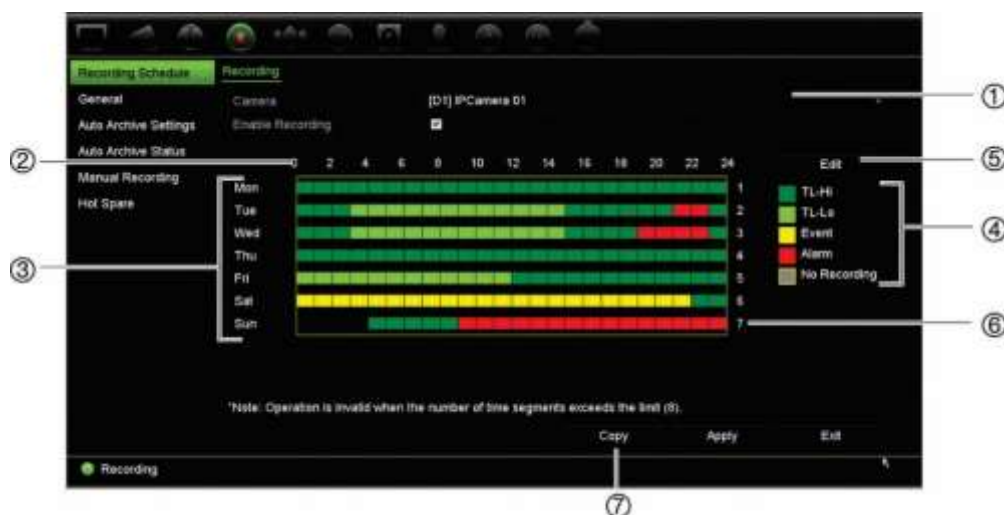 Recording Schedule
Recording
General
Camera
[D1] IPCamera 01
①
Auto Archive Settings
Enable Recording
Auto Archive Status
②
0 2 4 6 8 10 12 14 16 18 20 22 24
Edit
⑤
Manual Recording
Hot Spare
③
Mon
1
TL-Hi
Tue
2
TL-Lo
Wed
3
Event
④
Thu
4
Alarm
Fri
5
No Recording
Sat
6
Sun
7
⑥
*Note: Operation is invalid when the number of time segments exceeds the limit (8).
Copy
Apply
Exit
Recording
⑦